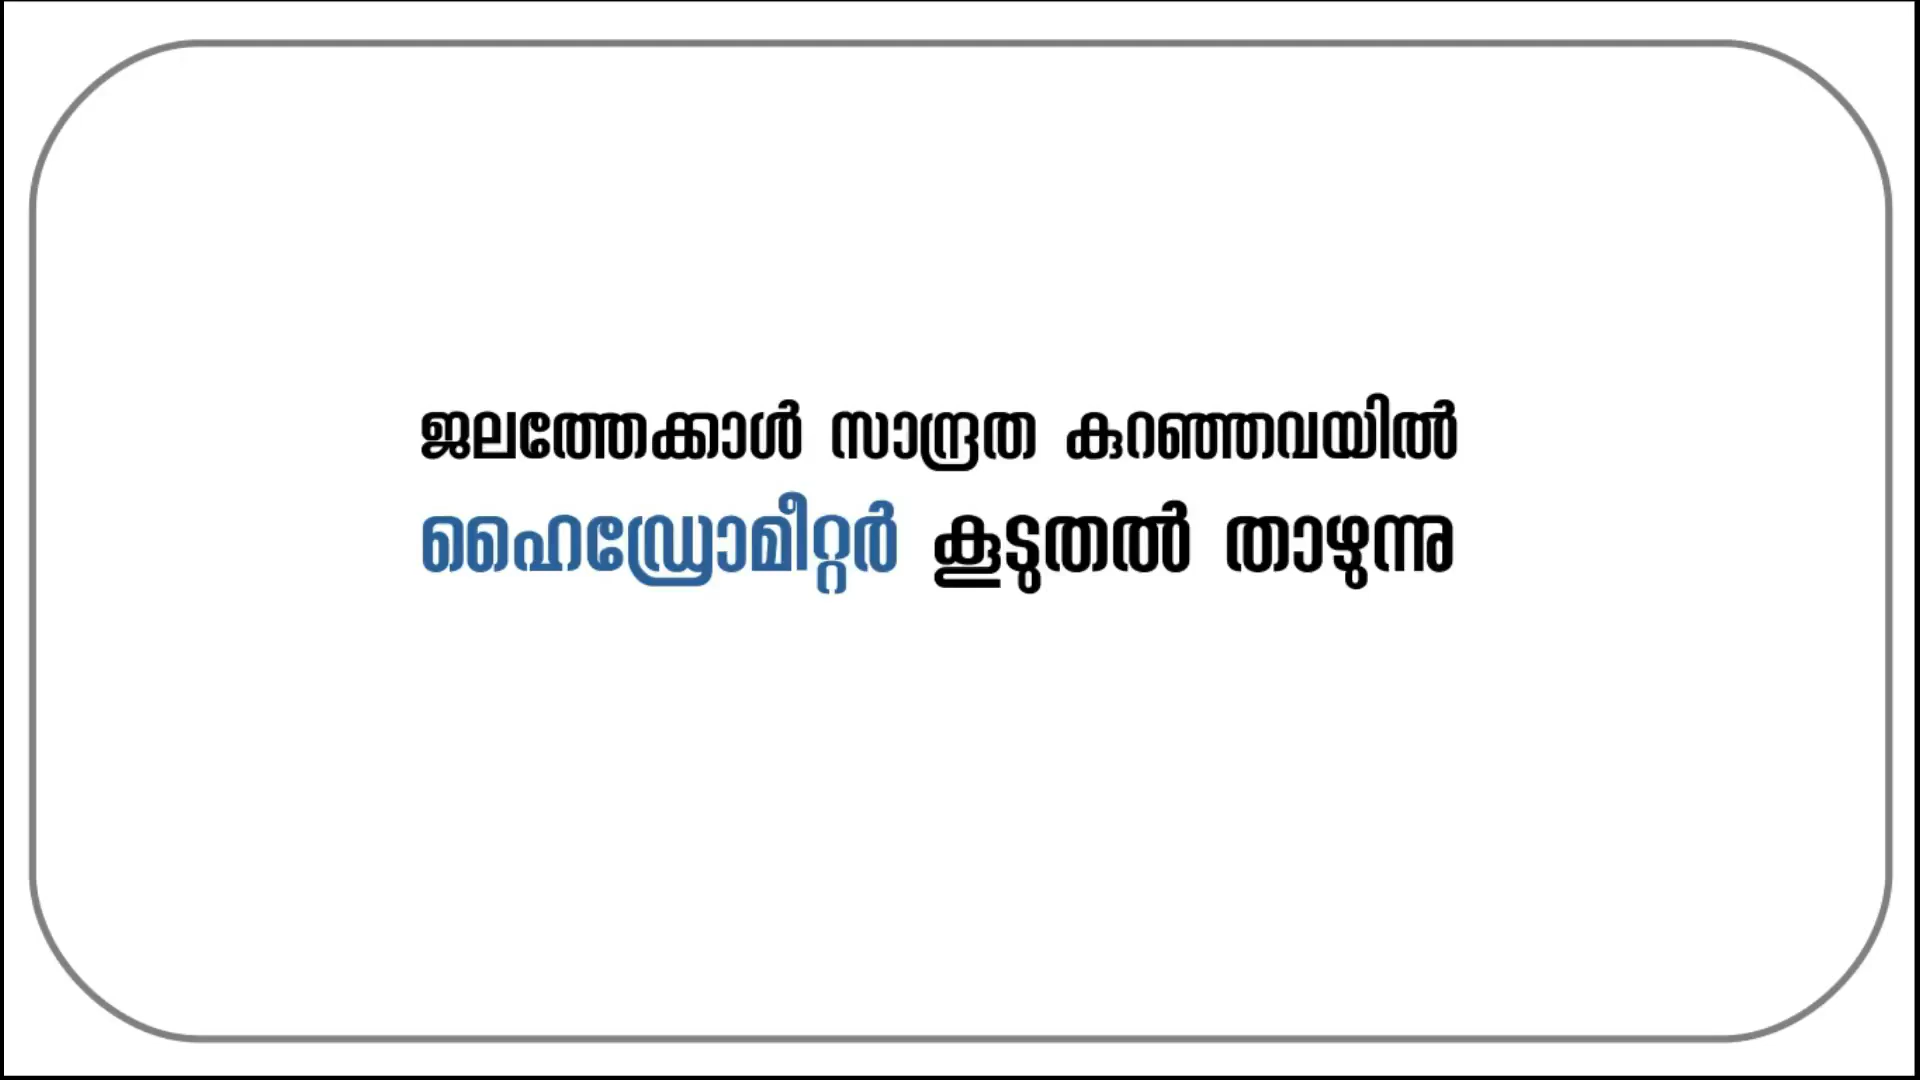 ജലത്തേക്കാൾ സാന്ദ്രത കുറഞ്ഞവയിൽ
ഹൈഡ്രോമീറ്റർ കൂടുതൽ താഴുന്നു